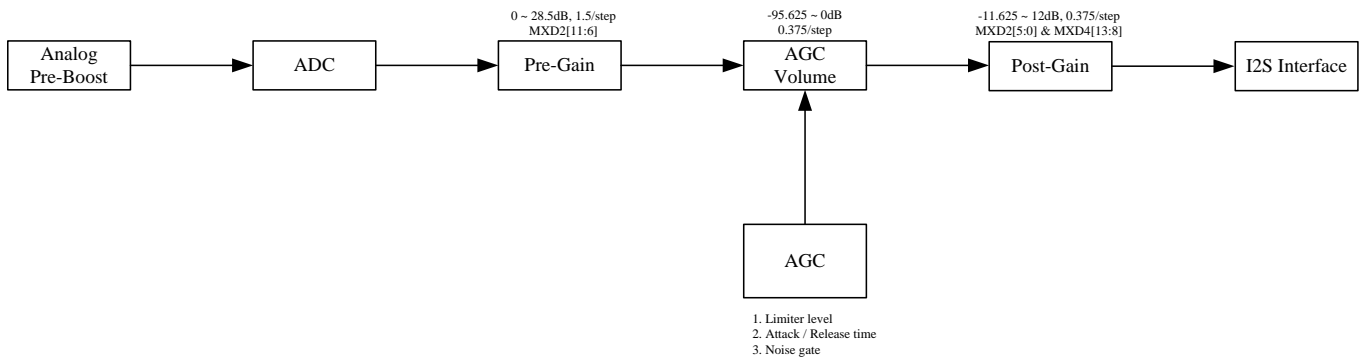 0 ~ 28.5dB, 1.5/step
MXD2[11:6]
-95.625 ~ 0dB
0.375/step
-11.625 ~ 12dB, 0.375/step
MXD2[5:0] & MXD4[13:8]
Analog
Pre-Boost
ADC
Pre-Gain
AGC
Volume
Post-Gain
I2S Interface
AGC
1. Limiter level
2. Attack / Release time
3. Noise gate